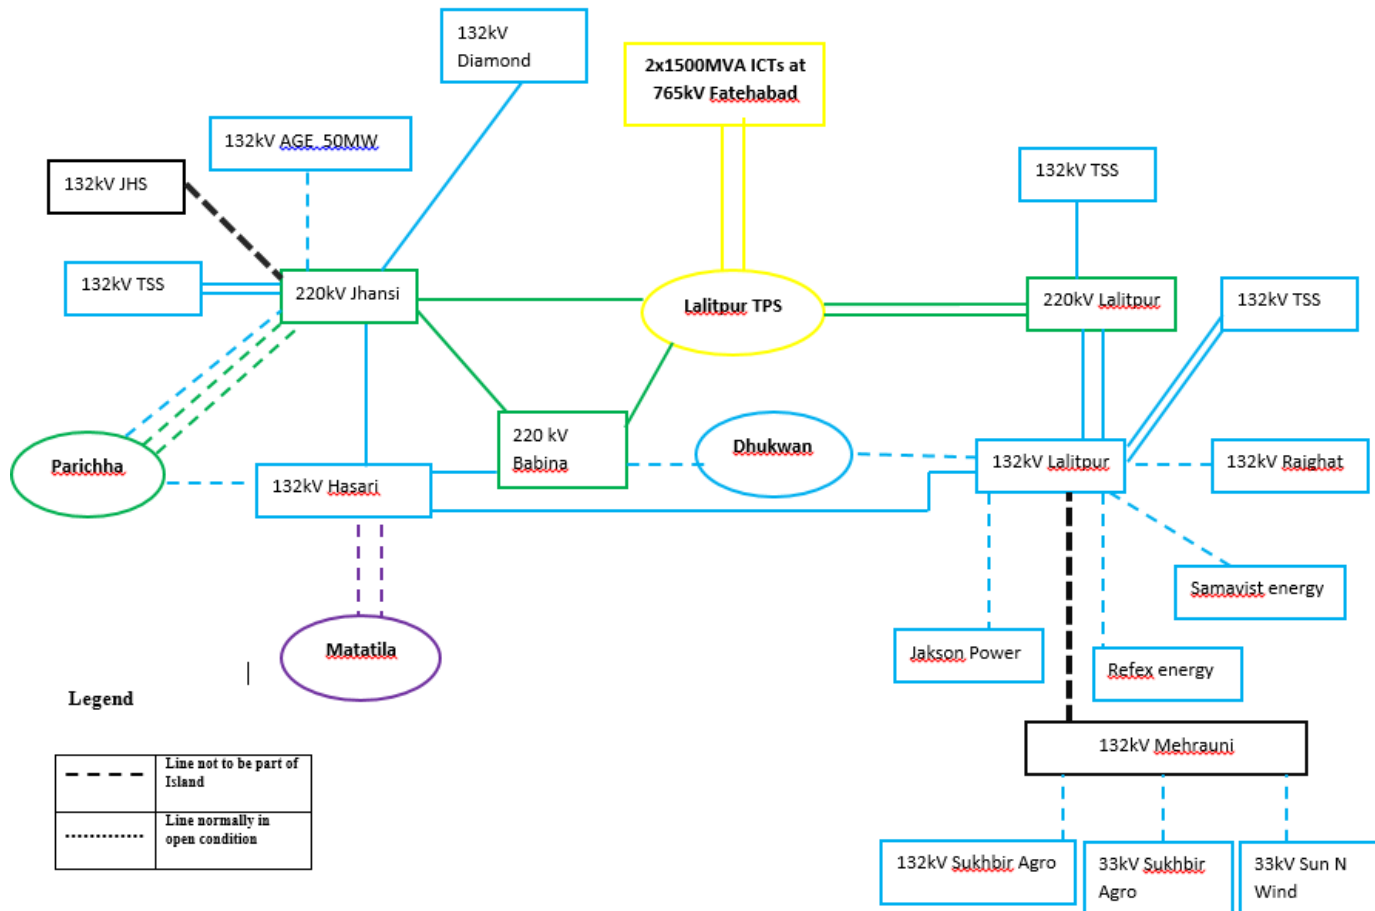 132kV
Diamond
2x1500MVA ICTs at
765kV Fatehabad
132kV AGE 50MW
132kV JHS
132kV TSS
132kV TSS
220kV Jhansi
Lalitpur TPS
220kV Lalitpur
132kV TSS
220 kV
Babina
Dhukwan
Parichha
132kV Hasari
132kV Lalitpur
132kV Rajghat
Samavist energy
Matatila
Jakson Power
Refex energy
Legend
Line not to be part of
Island
Line normally in
open condition
132kV Mehrauni
132kV Sukhbir Agro
33kV Sukhbir
Agro
33kV Sun N
Wind